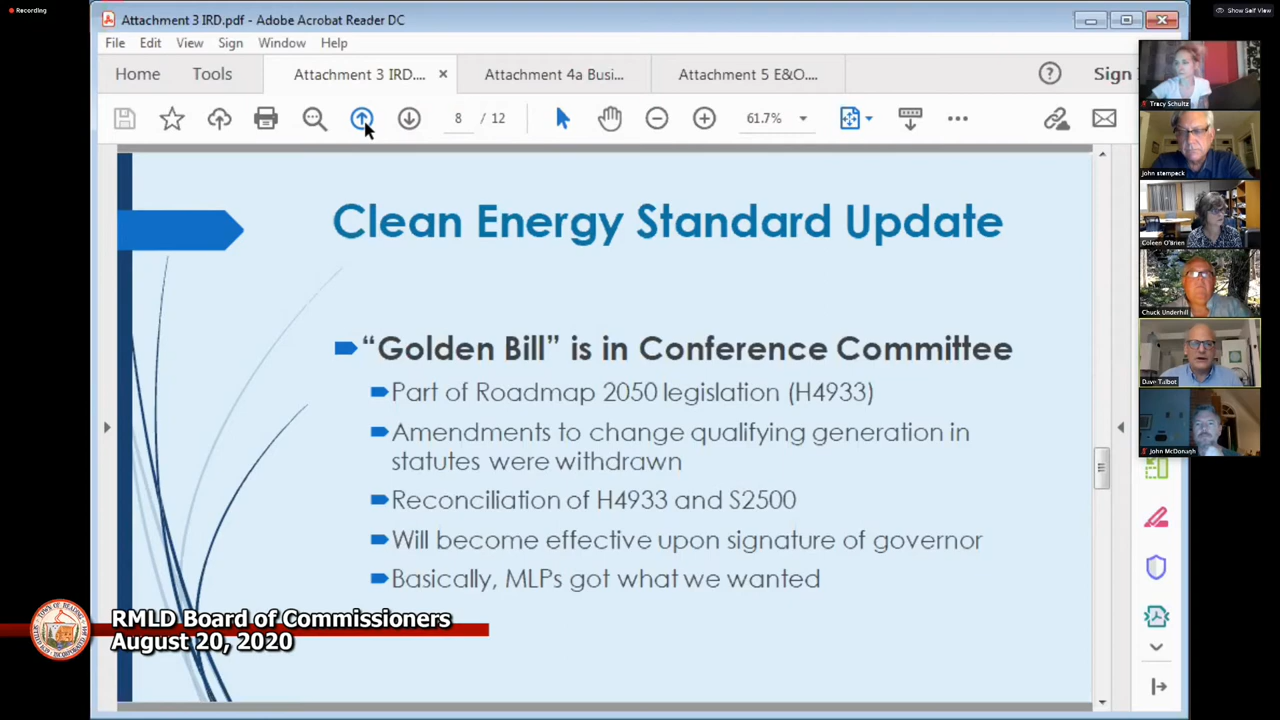 Recording
Show Self View
Attachment 3 IRD.pdf - Adobe Acrobat Reader DC
File Edit View Sign Window Help
Home Tools Attachment 3 IRD.... Attachment 4a Busi... Attachment 5 E&O.... Sign
8 / 12 61.7%
Tracy Schultz
John stempeck
Coleen O'Brien
Chuck Underhill
Dave Talbot
John McDonagh
Clean Energy Standard Update
“Golden Bill” is in Conference Committee
Part of Roadmap 2050 legislation (H4933)
Amendments to change qualifying generation in
statutes were withdrawn
Reconciliation of H4933 and S2500
Will become effective upon signature of governor
Basically, MLPs got what we wanted
RMLD Board of Commissioners
August 20, 2020